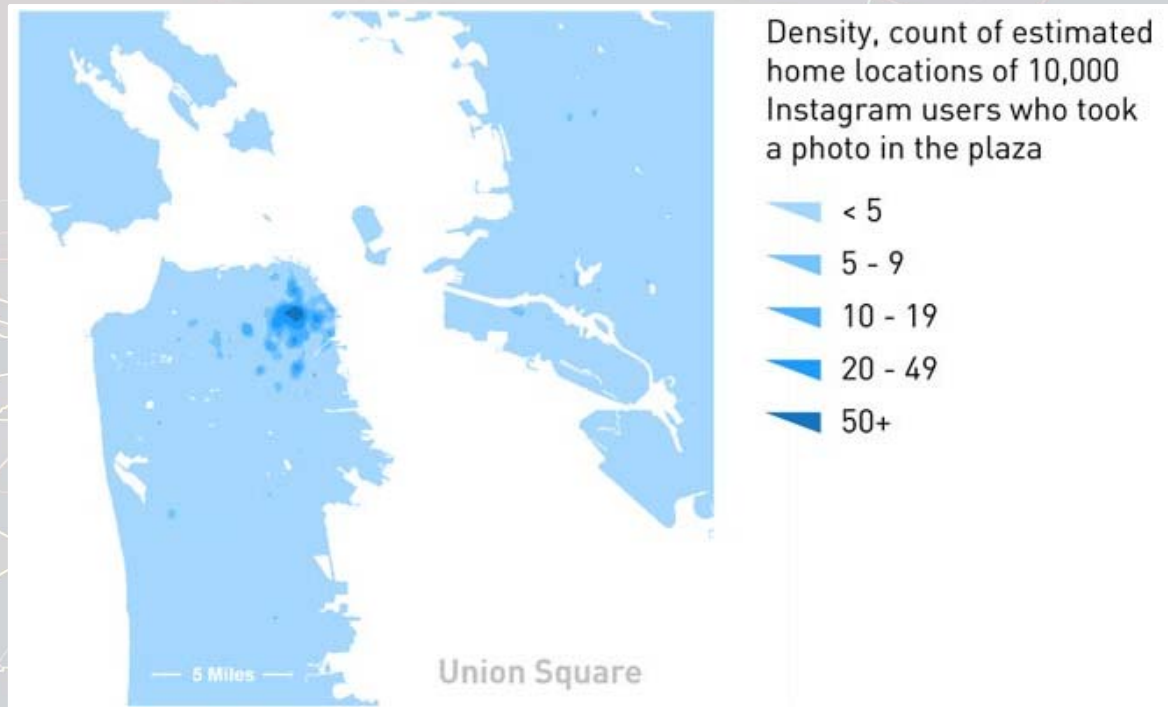 Density, count of estimated
home locations of 10,000
Instagram users who took
a photo in the plaza
< 5
5 - 9
10 - 19
20 - 49
50+
5 Miles
Union Square